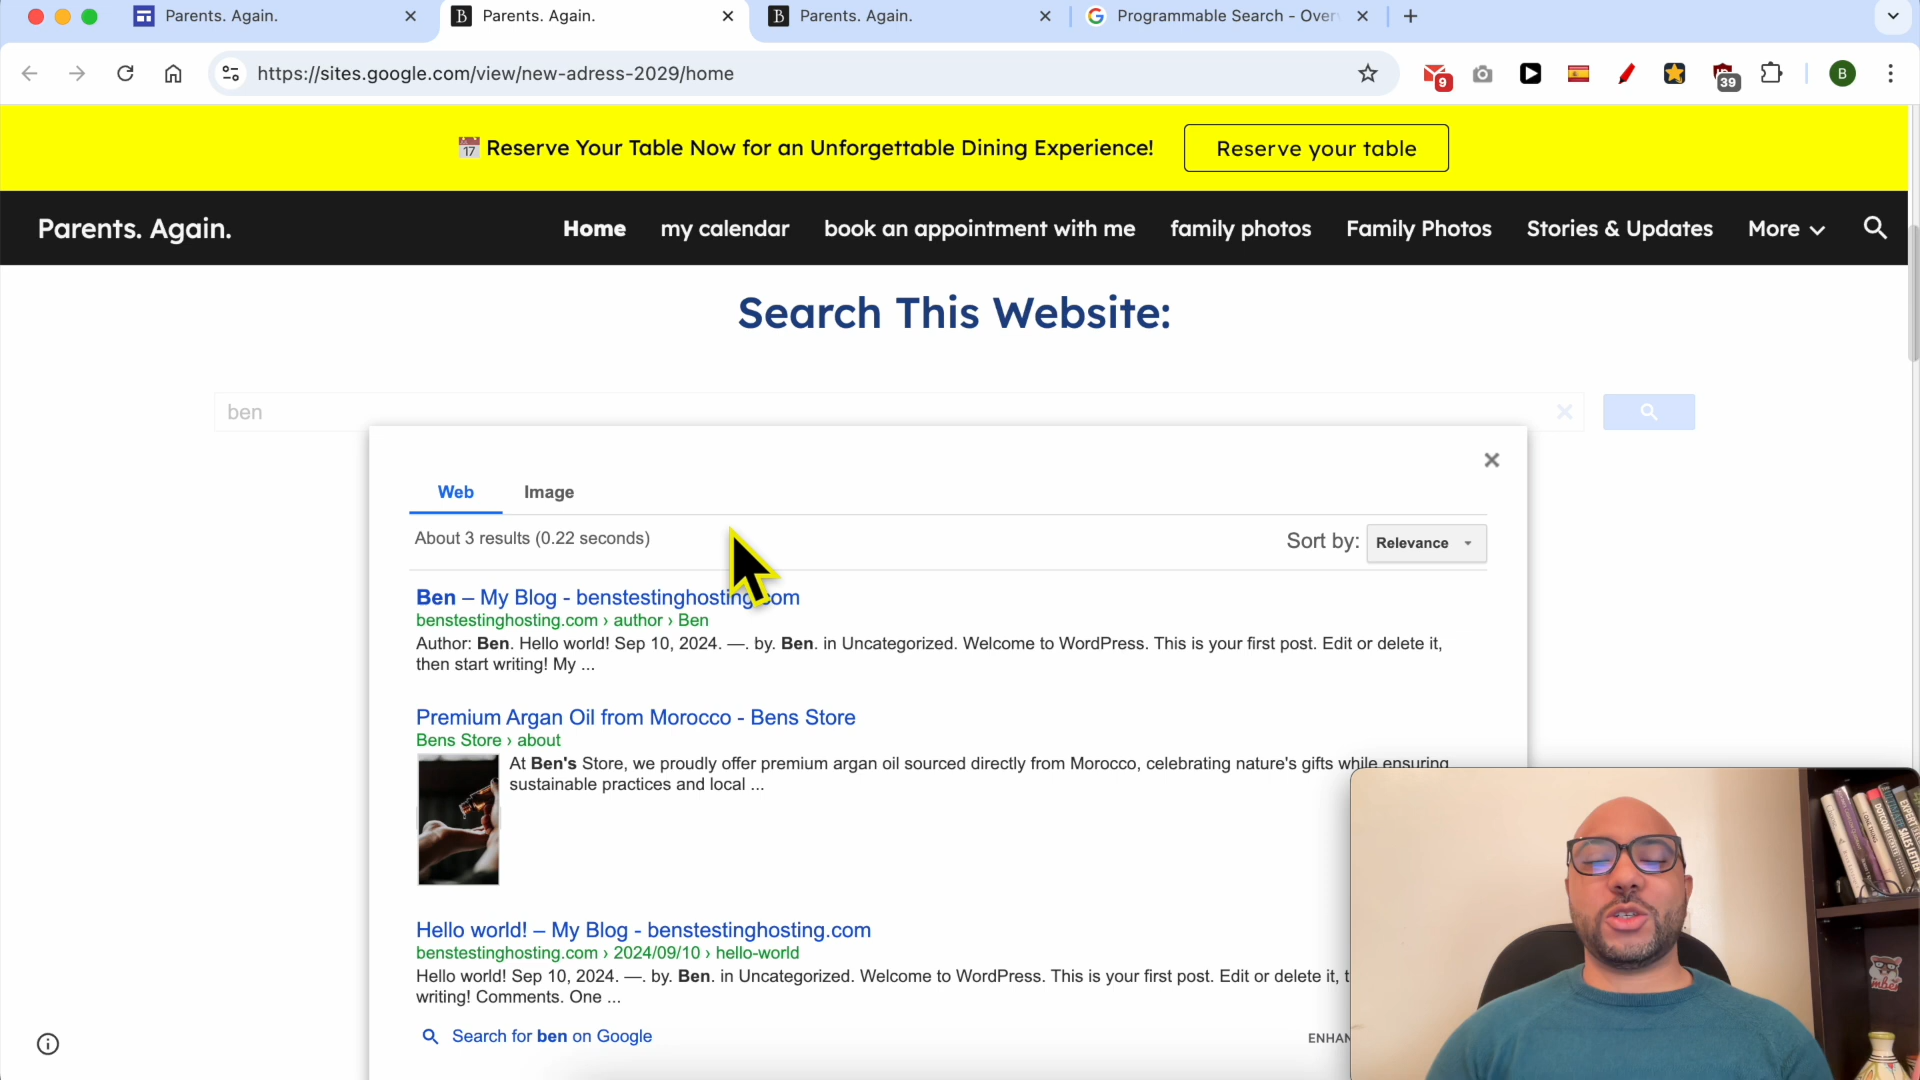 Parents. Again.
Parents. Again.
Parents. Again.
Programmable Search - Over
https://sites.google.com/view/new-adress-2029/home
9
39
B
17 Reserve Your Table Now for an Unforgettable Dining Experience!
Reserve your table
Parents. Again.
Home
my calendar
book an appointment with me
family photos
Family Photos
Stories & Updates
More
Search This Website:
ben
Web
Image
About 3 results (0.22 seconds)
Sort by:
Relevance
Ben – My Blog - benstestinghosting.com
benstestinghosting.com › author › Ben
Author: Ben. Hello world! Sep 10, 2024. —. by. Ben. in Uncategorized. Welcome to WordPress. This is your first post. Edit or delete it,
then start writing! My ...
Premium Argan Oil from Morocco - Bens Store
Bens Store › about
At Ben's Store, we proudly offer premium argan oil sourced directly from Morocco, celebrating nature's gifts while ensuring
sustainable practices and local ...
Hello world! – My Blog - benstestinghosting.com
benstestinghosting.com › 2024/09/10 › hello-world
Hello world! Sep 10, 2024. —. by. Ben. in Uncategorized. Welcome to WordPress. This is your first post. Edit or delete it, t
writing! Comments. One ...
Search for ben on Google
ENHAN
EXPERT
DOTCOM SECRETS
SALES LETTER